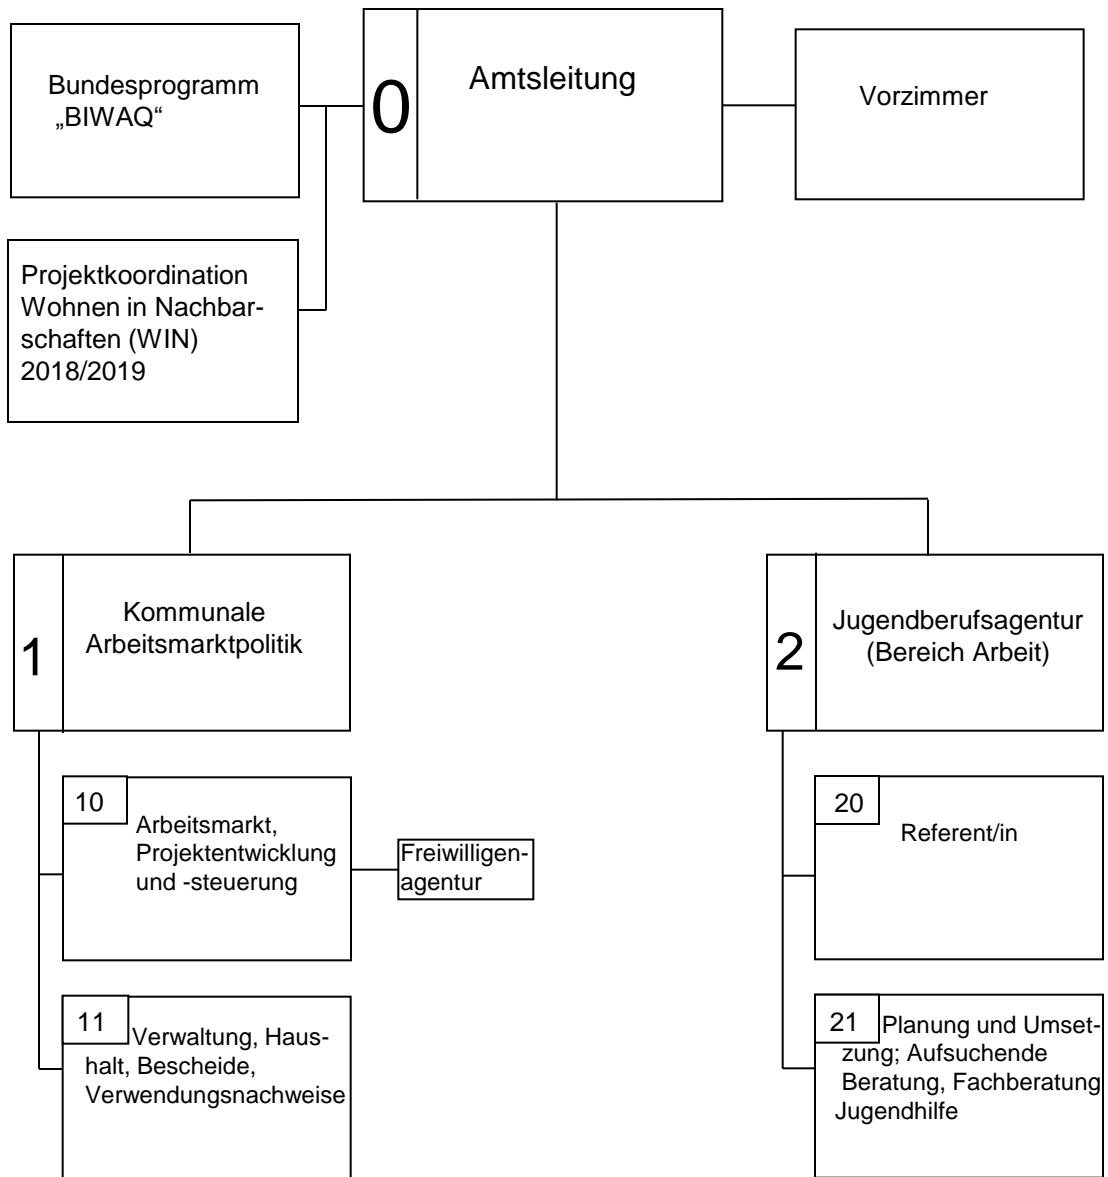 Bundesprogramm
„BIWAQ“
0
Amtsleitung
Vorzimmer
Projektkoordination
Wohnen in Nachbar-
schaften (WIN)
2018/2019
1
Kommunale
Arbeitsmarktpolitik
2
Jugendberufsagentur
(Bereich Arbeit)
10
Arbeitsmarkt,
Projektentwicklung
und -steuerung
Freiwilligen-
agentur
20
Referent/in
11
Verwaltung, Haus-
halt, Bescheide,
Verwendungsnachweise
21
Planung und Umset-
zung; Aufsuchende
Beratung, Fachberatung
Jugendhilfe